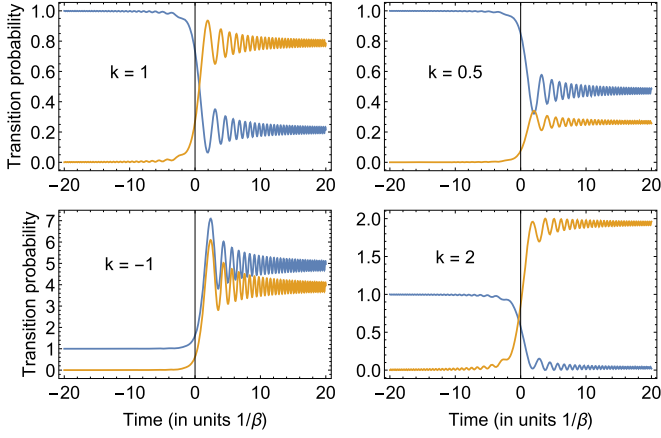 Transition probability
1.0
0.8
0.6
0.4
0.2
0.0
k = 1
−20 −10 0 10 20
1.0
0.8
0.6
0.4
0.2
0.0
k = 0.5
−20 −10 0 10 20
Transition probability
7
6
5
4
3
2
1
0
k = −1
−20 −10 0 10 20
Time (in units 1/β)
2.0
1.5
1.0
0.5
0.0
k = 2
−20 −10 0 10 20
Time (in units 1/β)